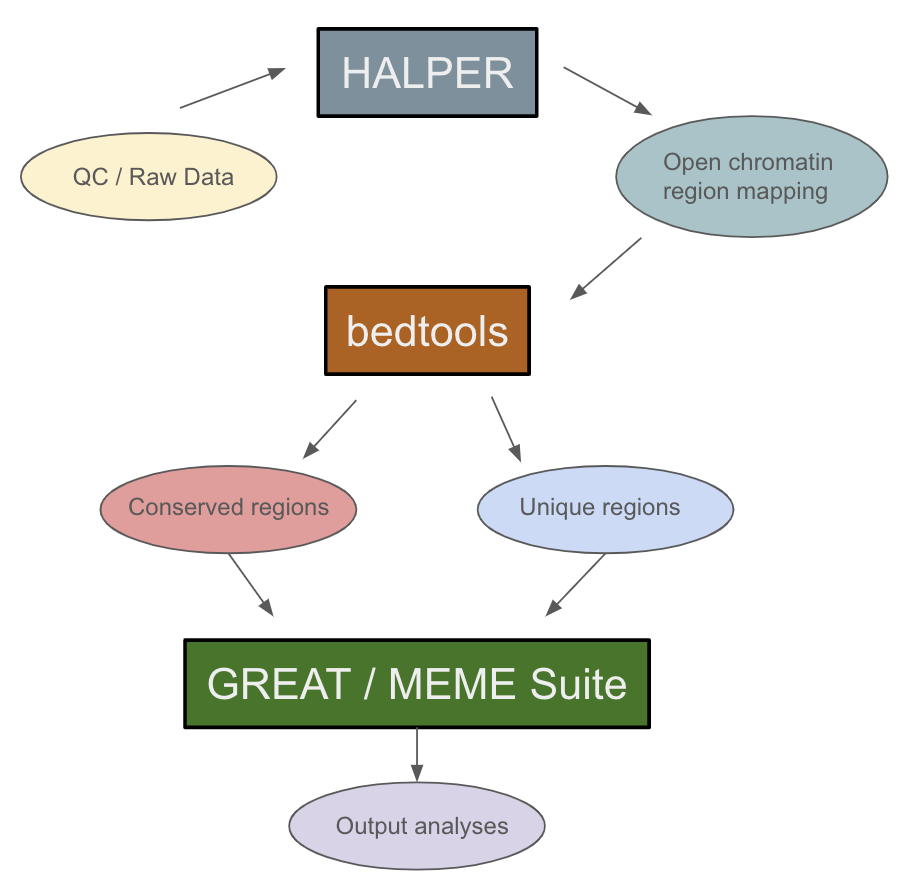 HALPER
QC / Raw Data
Open chromatin
region mapping
bedtools
Conserved regions
Unique regions
GREAT / MEME Suite
Output analyses